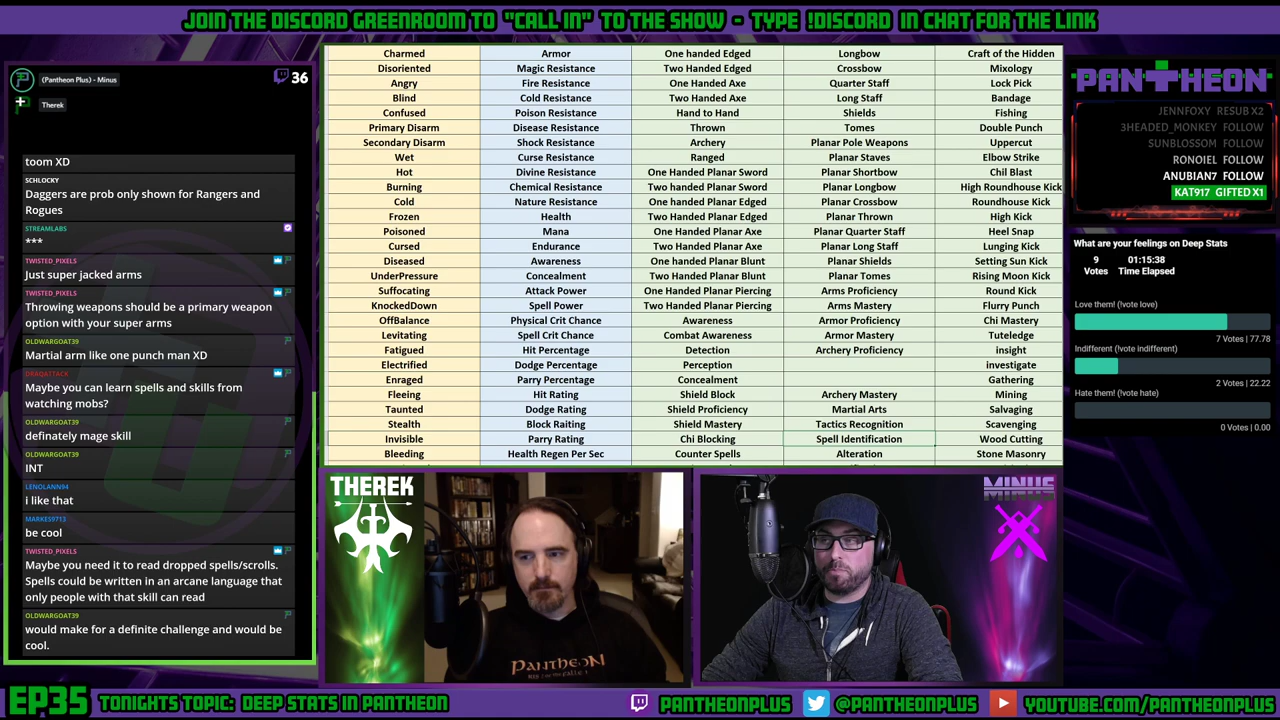 JOIN THE DISCORD GREENROOM TO "CALL IN" TO THE SHOW - TYPE !DISCORD IN CHAT FOR THE LINK
(Pantheon Plus) - Minus
36
Therek
toom XD
SCHLOCKY
Daggers are prob only shown for Rangers and
Rogues
STREAMLABS
***
TWISTED_PIXELS
Just super jacked arms
TWISTED_PIXELS
Throwing weapons should be a primary weapon
option with your super arms
OLDWARGOAT39
Martial arm like one punch man XD
DRAQATTACK
Maybe you can learn spells and skills from
watching mobs?
OLDWARGOAT39
definately mage skill
OLDWARGOAT39
INT
LENOLANN94
i like that
MARKES9713
be cool
TWISTED_PIXELS
Maybe you need it to read dropped spells/scrolls.
Spells could be written in an arcane language that
only people with that skill can read
OLDWARGOAT39
would make for a definite challenge and would be
cool.
Charmed Armor One handed Edged Longbow Craft of the Hidden
Disoriented Magic Resistance Two Handed Edged Crossbow Mixology
Angry Fire Resistance One Handed Axe Quarter Staff Lock Pick
Blind Cold Resistance Two Handed Axe Long Staff Bandage
Confused Poison Resistance Hand to Hand Shields Fishing
Primary Disarm Disease Resistance Thrown Tomes Double Punch
Secondary Disarm Shock Resistance Archery Planar Pole Weapons Uppercut
Wet Curse Resistance Ranged Planar Staves Elbow Strike
Hot Divine Resistance One Handed Planar Sword Planar Shortbow Chil Blast
Burning Chemical Resistance Two handed Planar Sword Planar Longbow High Roundhouse Kick
Cold Nature Resistance One handed Planar Edged Planar Crossbow Roundhouse Kick
Frozen Health Two Handed Planar Edged Planar Thrown High Kick
Poisoned Mana One Handed Planar Axe Planar Quarter Staff Heel Snap
Cursed Endurance Two Handed Planar Axe Planar Long Staff Lunging Kick
Diseased Awareness One handed Planar Blunt Planar Shields Setting Sun Kick
UnderPressure Concealment Two Handed Planar Blunt Planar Tomes Rising Moon Kick
Suffocating Attack Power One Handed Planar Piercing Arms Proficiency Round Kick
KnockedDown Spell Power Two Handed Planar Piercing Arms Mastery Flurry Punch
OffBalance Physical Crit Chance Awareness Armor Proficiency Chi Mastery
Levitating Spell Crit Chance Combat Awareness Armor Mastery Tuteledge
Fatigued Hit Percentage Detection Archery Proficiency insight
Electrified Dodge Percentage Perception investigate
Enraged Parry Percentage Concealment Gathering
Fleeing Hit Rating Shield Block Archery Mastery Mining
Taunted Dodge Rating Shield Proficiency Martial Arts Salvaging
Stealth Block Raiting Shield Mastery Tactics Recognition Scavenging
Invisible Parry Rating Chi Blocking Spell Identification Wood Cutting
Bleeding Health Regen Per Sec Counter Spells Alteration Stone Masonry
PANTHEON
JENNFOXY RESUB X2
3HEADED_MONKEY FOLLOW
SUNBLOSSOM FOLLOW
RONOIEL FOLLOW
ANUBIAN7 FOLLOW
KAT917 GIFTED X1
What are your feelings on Deep Stats
9 01:15:38
Votes Time Elapsed
Love them! (!vote love)
7 Votes | 77.78
Indifferent (!vote indifferent)
2 Votes | 22.22
Hate them! (!vote hate)
0 Votes | 0.00
THEREK
MINUS
PANTHEON
EP35 TONIGHTS TOPIC: DEEP STATS IN PANTHEON PANTHEONPLUS @PANTHEONPLUS YOUTUBE.COM/PANTHEONPLUS